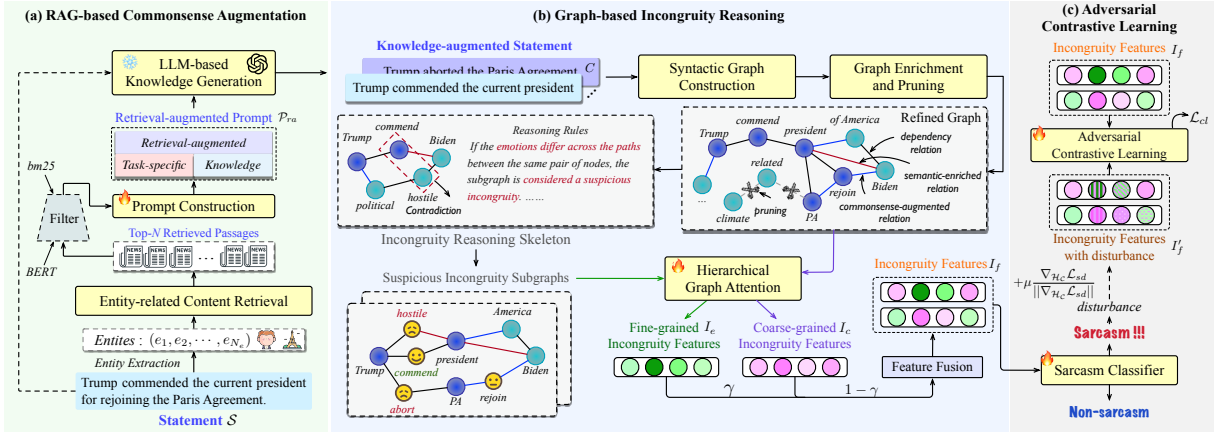 (a) RAG-based Commonsense Augmentation
LLM-based
Knowledge Generation
Retrieval-augmented Prompt 𝒫ra
Retrieval-augmented
Task-specific
Knowledge
bm25
Prompt Construction
Filter
Top-N Retrieved Passages
NEWS NEWS NEWS ... NEWS NEWS
BERT
Entity-related Content Retrieval
Entites : (e1, e2, · · · , eNe)
Entity Extraction
Trump commended the current president
for rejoining the Paris Agreement.
Statement 𝒮
(b) Graph-based Incongruity Reasoning
Knowledge-augmented Statement
Trump aborted the Paris Agreement C
Trump commended the current president
...
Syntactic Graph
Construction
Graph Enrichment
and Pruning
commend
Trump
Biden
political
hostile
Contradiction
Reasoning Rules
If the emotions differ across the paths
between the same pair of nodes, the
subgraph is considered a suspicious
incongruity. ......
Refined Graph
of America
commend
president
Trump
dependency
relation
related
semantic-enriched
relation
Biden
rejoin
...
climate
pruning
PA
commonsense-augmented
relation
Incongruity Reasoning Skeleton
Suspicious Incongruity Subgraphs
hostile
America
president
Trump
commend
Biden
abort
PA
rejoin
Hierarchical
Graph Attention
Fine-grained Ie
Incongruity Features
Coarse-grained Ic
Incongruity Features
γ
1 − γ
Incongruity Features If
Feature Fusion
(c) Adversarial
Contrastive Learning
Incongruity Features If
ℒcl
Adversarial
Contrastive Learning
Incongruity Features I′f
with disturbance
+μ ∇ℋC ℒsd / ||∇ℋC ℒsd||
disturbance
Sarcasm !!!
Sarcasm Classifier
Non-sarcasm